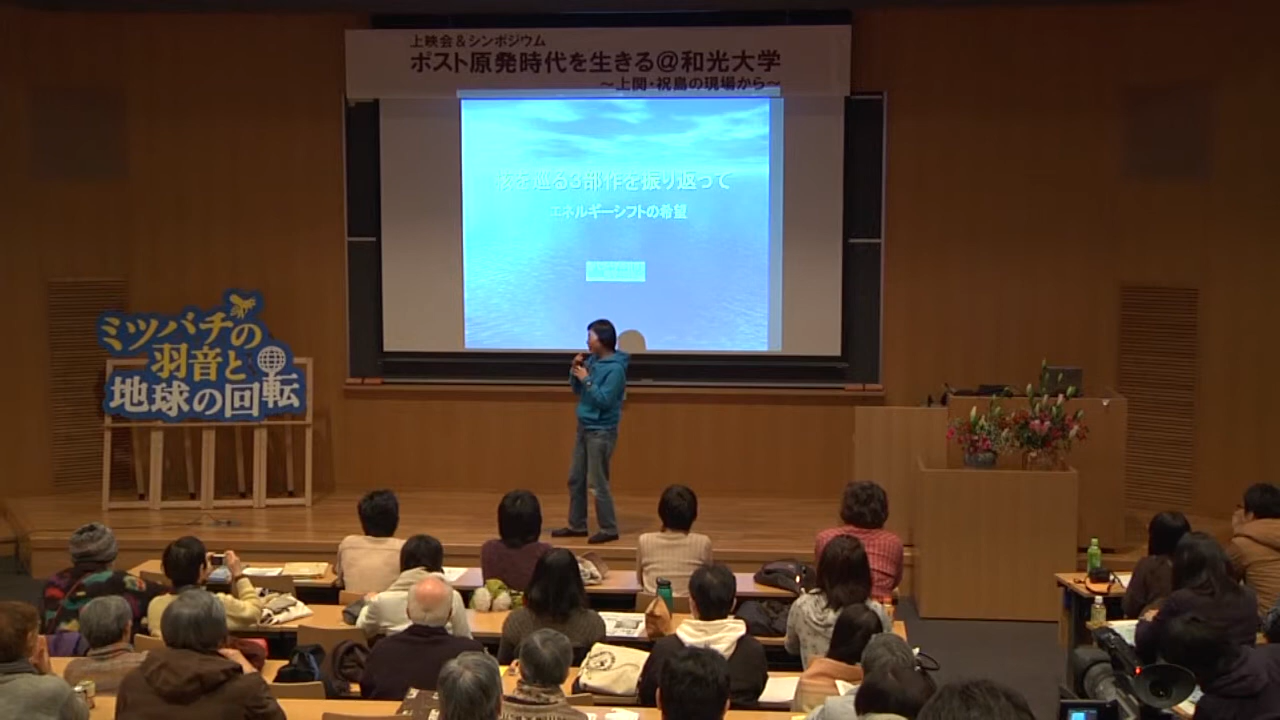 上映会＆シンポジウム
ポスト原発時代を生きる＠和光大学
～上関・祝島の現場から～
核を巡る3部作を振り返って
エネルギーシフトの希望
ミツバチの
羽音と
地球の回転